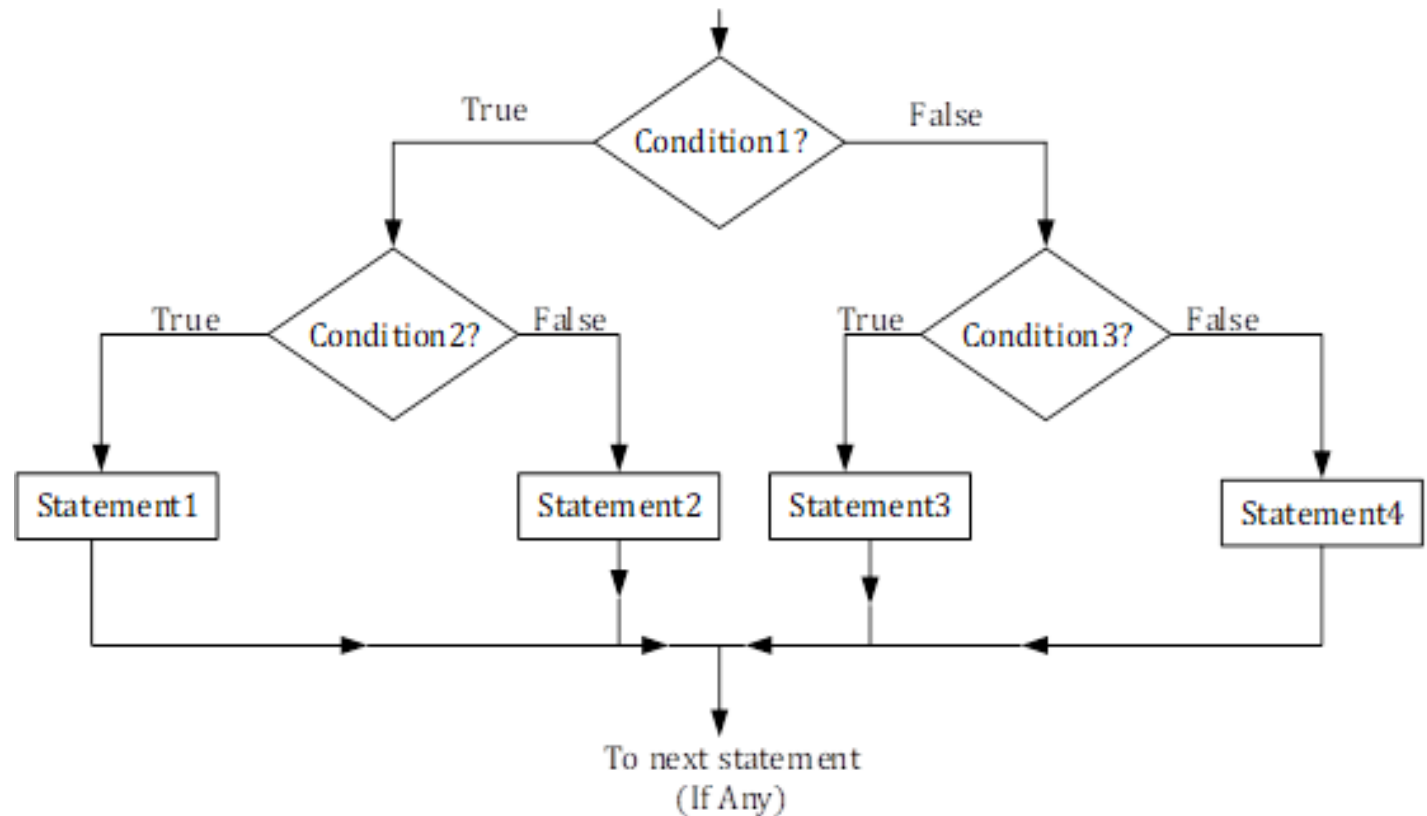 True
False
Condition1?
True
False
True
False
Condition2?
Condition3?
Statement1
Statement2
Statement3
Statement4
To next statement
(If Any)